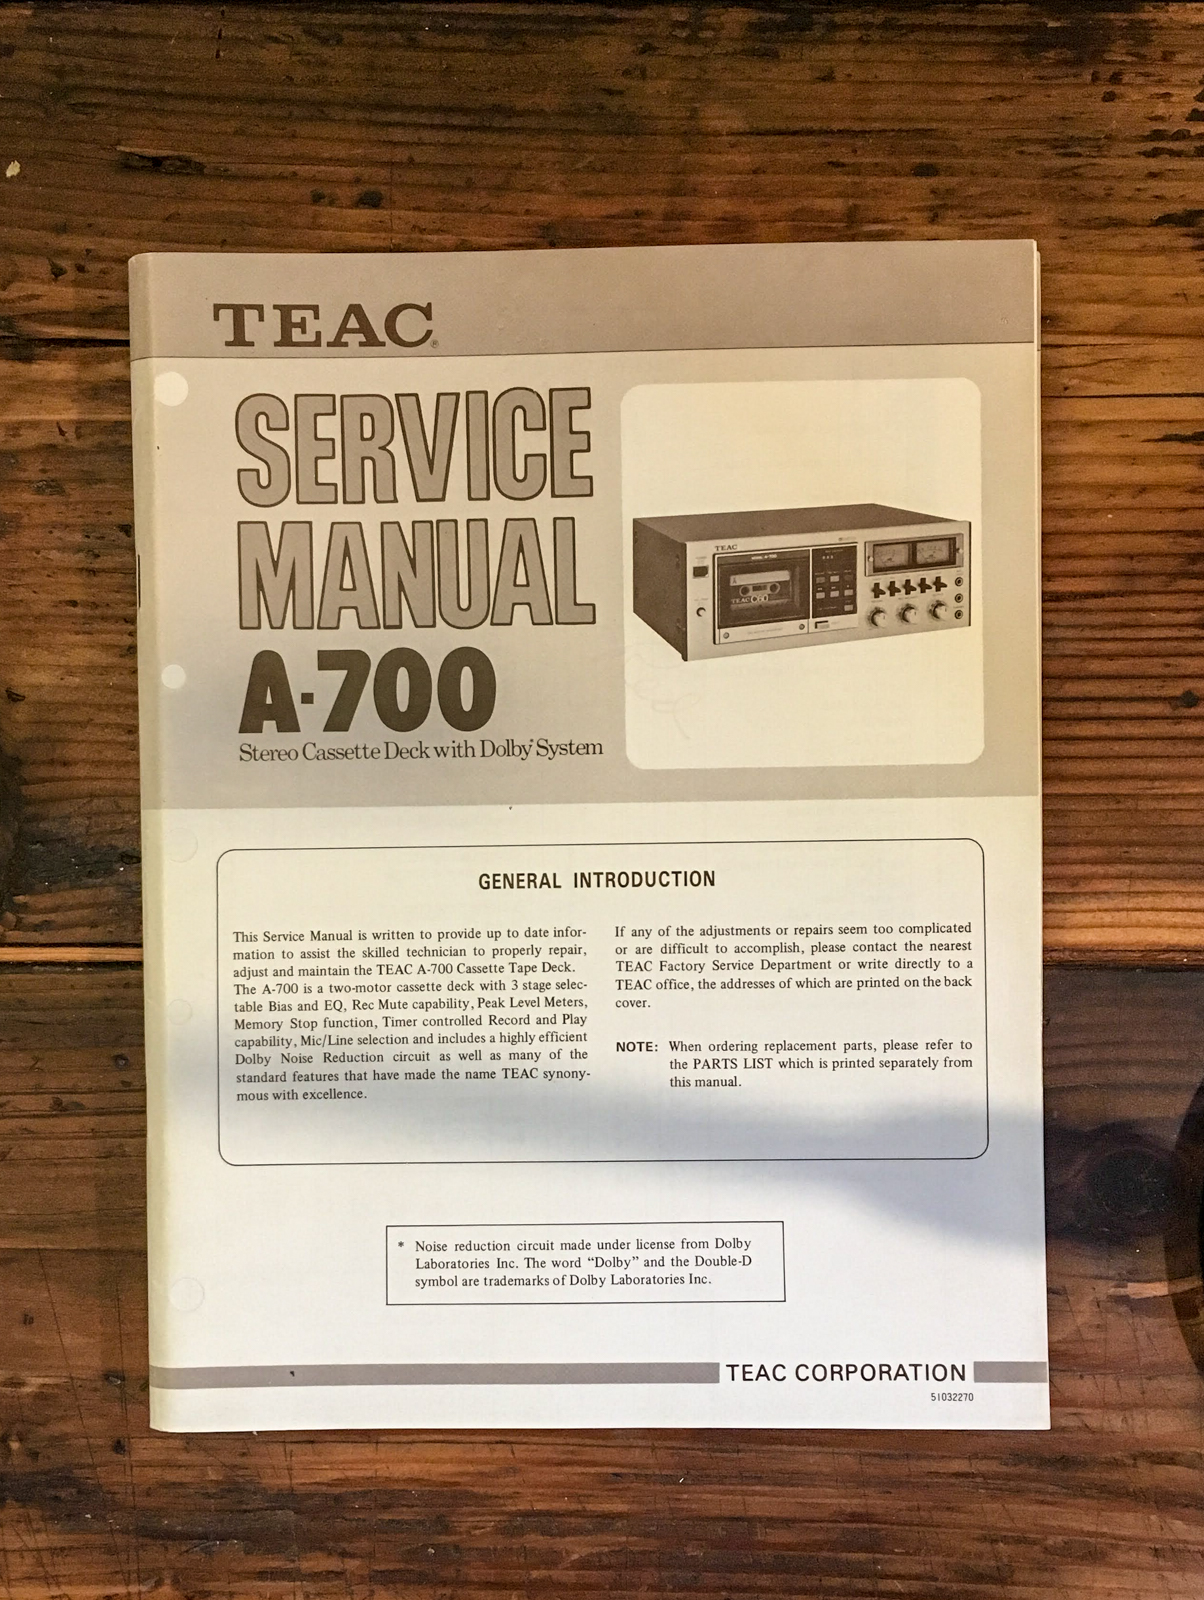 TEAC®
SERVICE
MANUAL
A-700
Stereo Cassette Deck with Dolby* System
TEAC
TEAC C60
GENERAL INTRODUCTION
This Service Manual is written to provide up to date infor-
mation to assist the skilled technician to properly repair,
adjust and maintain the TEAC A-700 Cassette Tape Deck.
The A-700 is a two-motor cassette deck with 3 stage selec-
table Bias and EQ, Rec Mute capability, Peak Level Meters,
Memory Stop function, Timer controlled Record and Play
capability, Mic/Line selection and includes a highly efficient
Dolby Noise Reduction circuit as well as many of the
standard features that have made the name TEAC synony-
mous with excellence.
If any of the adjustments or repairs seem too complicated
or are difficult to accomplish, please contact the nearest
TEAC Factory Service Department or write directly to a
TEAC office, the addresses of which are printed on the back
cover.
NOTE: When ordering replacement parts, please refer to
the PARTS LIST which is printed separately from
this manual.
* Noise reduction circuit made under license from Dolby
Laboratories Inc. The word “Dolby” and the Double-D
symbol are trademarks of Dolby Laboratories Inc.
TEAC CORPORATION
51032270